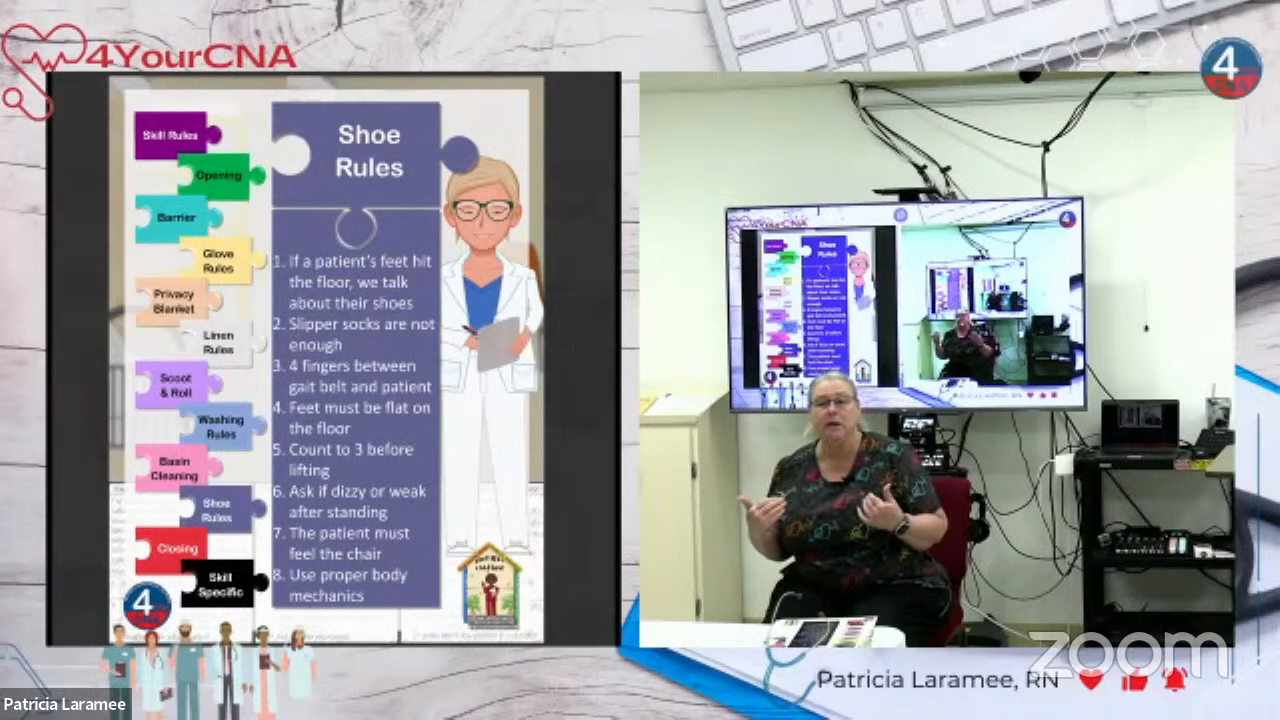 4YourCNA
4
Skill Rules
Opening
Barrier
Glove
Rules
Privacy
Blanket
Linen
Rules
Scoot
& Roll
Washing
Rules
Basin
Cleaning
Shoe
Rules
Closing
Skill
Specific
4
Shoe
Rules
1. If a patient's feet hit
the floor, we talk
about their shoes
2. Slipper socks are not
enough
3. 4 fingers between
gait belt and patient
4. Feet must be flat on
the floor
5. Count to 3 before
lifting
6. Ask if dizzy or weak
after standing
7. The patient must
feel the chair
8. Use proper body
mechanics
4YourCNA
Shoe
Rules
zoom
Patricia Laramee, RN
Patricia Laramee